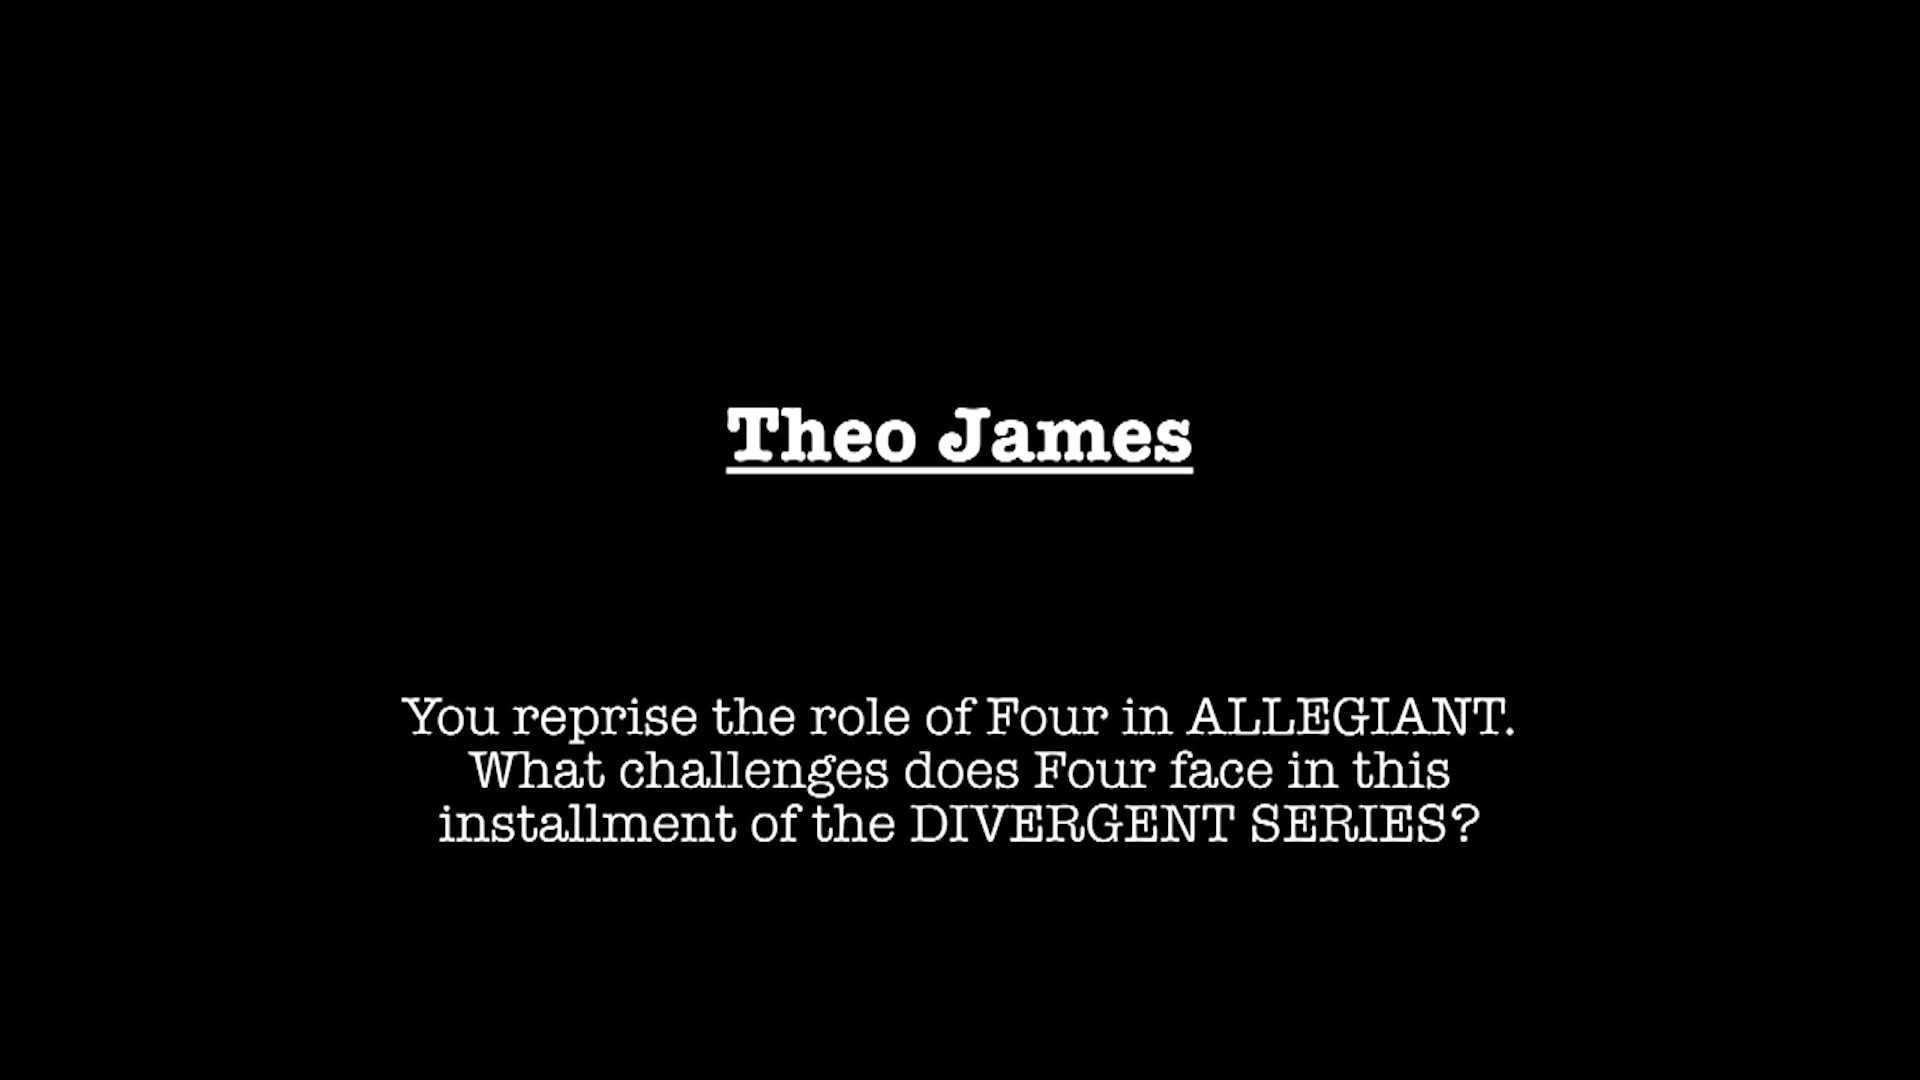 Theo James
You reprise the role of Four in ALLEGIANT.
What challenges does Four face in this
installment of the DIVERGENT SERIES?